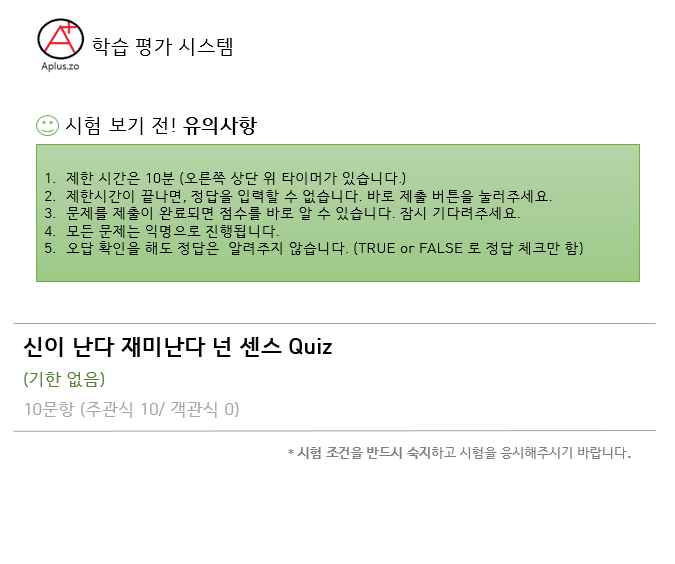 A+
Aplus.zo
학습 평가 시스템
시험 보기 전! 유의사항
1. 제한 시간은 10분 (오른쪽 상단 위 타이머가 있습니다.)
2. 제한시간이 끝나면, 정답을 입력할 수 없습니다. 바로 제출 버튼을 눌러주세요.
3. 문제를 제출이 완료되면 점수를 바로 알 수 있습니다. 잠시 기다려주세요.
4. 모든 문제는 익명으로 진행됩니다.
5. 오답 확인을 해도 정답은 알려주지 않습니다. (TRUE or FALSE 로 정답 체크만 함)
신이 난다 재미난다 넌 센스 Quiz
(기한 없음)
10문항 (주관식 10/ 객관식 0)
* 시험 조건을 반드시 숙지하고 시험을 응시해주시기 바랍니다.